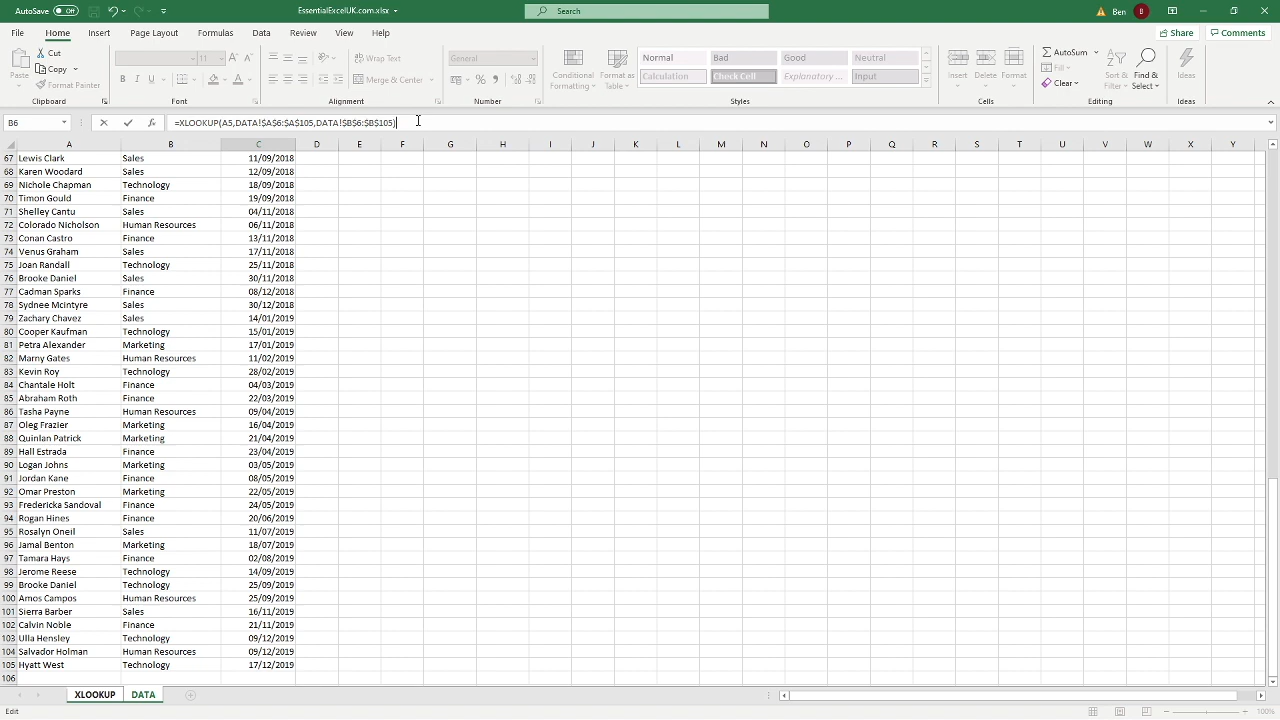 AutoSave Off EssentialExcelUK.com.xlsx Search Ben B
File Home Insert Page Layout Formulas Data Review View Help Share Comments
Paste Cut Copy Format Painter Clipboard
11 A A B I U A Font
Wrap Text Merge & Center Alignment
General % Number
Conditional Formatting Format as Table
Normal Bad Good Neutral
Calculation Check Cell Explanatory ... Input Styles
Insert Delete Format Cells
AutoSum Fill Clear Sort & Filter Find & Select Editing
Ideas Ideas
B6 fx =XLOOKUP(A5,DATA!$A$6:$A$105,DATA!$B$6:$B$105)
A B C D E F G H I J K L M N O P Q R S T U V W X Y
67 Lewis Clark Sales 11/09/2018
68 Karen Woodard Sales 12/09/2018
69 Nichole Chapman Technology 18/09/2018
70 Timon Gould Finance 19/09/2018
71 Shelley Cantu Sales 04/11/2018
72 Colorado Nicholson Human Resources 06/11/2018
73 Conan Castro Finance 13/11/2018
74 Venus Graham Sales 17/11/2018
75 Joan Randall Technology 25/11/2018
76 Brooke Daniel Sales 30/11/2018
77 Cadman Sparks Finance 08/12/2018
78 Sydnee Mcintyre Sales 30/12/2018
79 Zachary Chavez Sales 14/01/2019
80 Cooper Kaufman Technology 15/01/2019
81 Petra Alexander Marketing 17/01/2019
82 Marny Gates Human Resources 11/02/2019
83 Kevin Roy Technology 28/02/2019
84 Chantale Holt Finance 04/03/2019
85 Abraham Roth Finance 22/03/2019
86 Tasha Payne Human Resources 09/04/2019
87 Oleg Frazier Marketing 16/04/2019
88 Quinlan Patrick Marketing 21/04/2019
89 Hall Estrada Finance 23/04/2019
90 Logan Johns Marketing 03/05/2019
91 Jordan Kane Finance 08/05/2019
92 Omar Preston Marketing 22/05/2019
93 Fredericka Sandoval Finance 24/05/2019
94 Rogan Hines Finance 20/06/2019
95 Rosalyn Oneil Sales 11/07/2019
96 Jamal Benton Marketing 18/07/2019
97 Tamara Hays Finance 02/08/2019
98 Jerome Reese Technology 14/09/2019
99 Brooke Daniel Technology 25/09/2019
100 Amos Campos Human Resources 25/09/2019
101 Sierra Barber Sales 16/11/2019
102 Calvin Noble Finance 21/11/2019
103 Ulla Hensley Technology 09/12/2019
104 Salvador Holman Human Resources 09/12/2019
105 Hyatt West Technology 17/12/2019
106
XLOOKUP DATA
Edit 100%